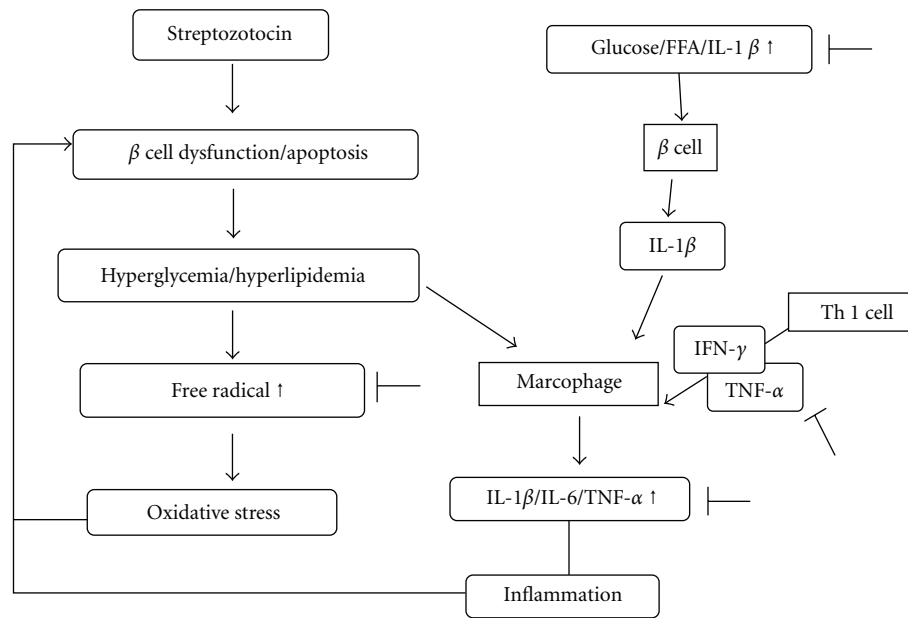 Streptozotocin
β cell dysfunction/apoptosis
Hyperglycemia/hyperlipidemia
Free radical ↑
Oxidative stress
Glucose/FFA/IL-1 β ↑
β cell
IL-1β
Th 1 cell
IFN-γ
TNF-α
Marcophage
IL-1β/IL-6/TNF-α ↑
Inflammation